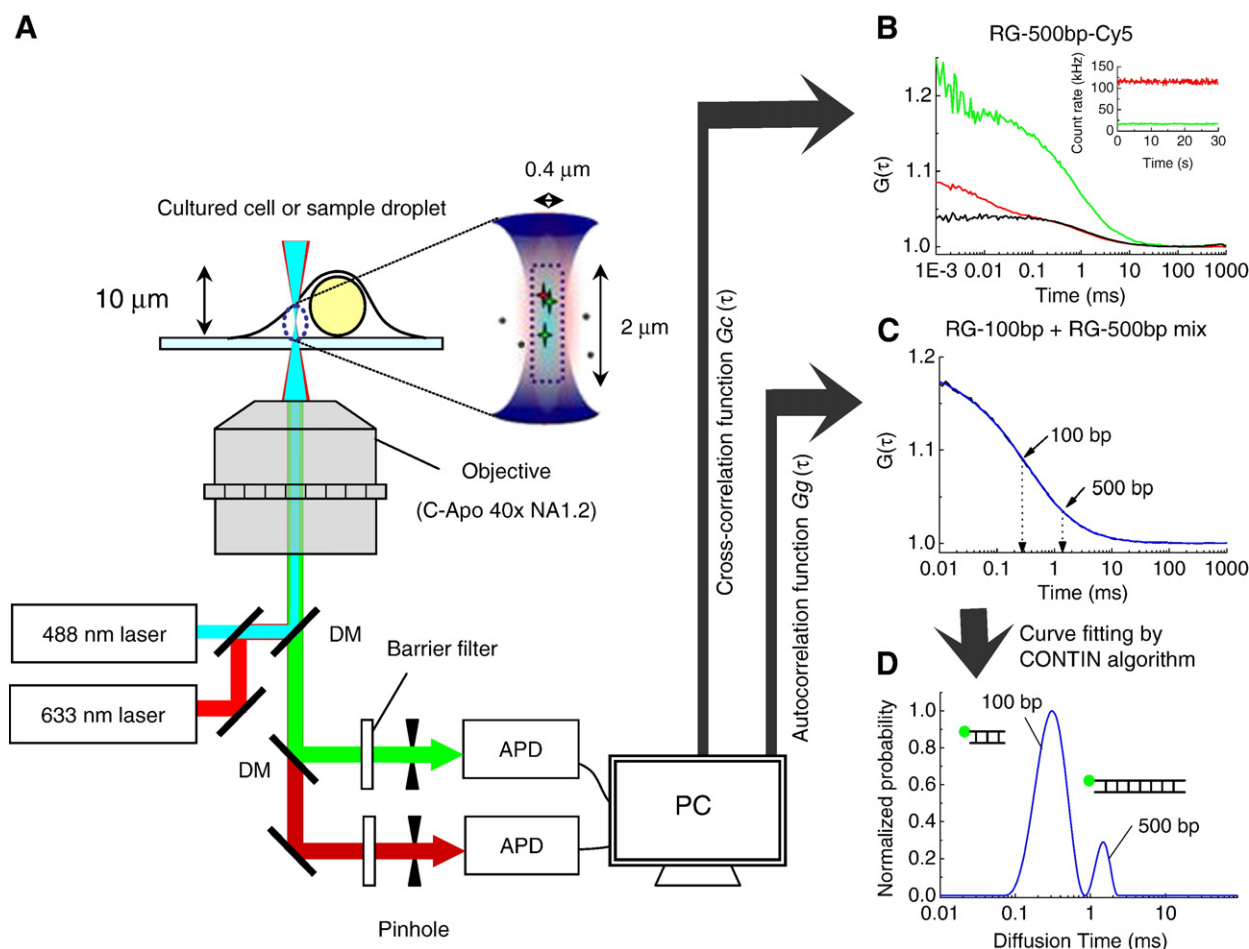 A
Cultured cell or sample droplet
10 μm
0.4 μm
2 μm
Objective
(C-Apo 40x NA1.2)
488 nm laser
633 nm laser
DM
DM
Barrier filter
APD
APD
Pinhole
PC
Cross-correlation function Gc (τ)
Autocorrelation function Gg (τ)
B
RG-500bp-Cy5
G(τ)
1.2
1.1
1.0
1E-3 0.01 0.1 1 10 100 1000
Time (ms)
Count rate (kHz)
150
100
50
0
0 10 20 30
Time (s)
C
RG-100bp + RG-500bp mix
G(τ)
1.2
1.1
1.0
100 bp
500 bp
0.01 0.1 1 10 100 1000
Time (ms)
Curve fitting by
CONTIN algorithm
D
Normalized probability
1.0
0.8
0.6
0.4
0.2
0.0
100 bp
500 bp
0.01 0.1 1 10
Diffusion Time (ms)